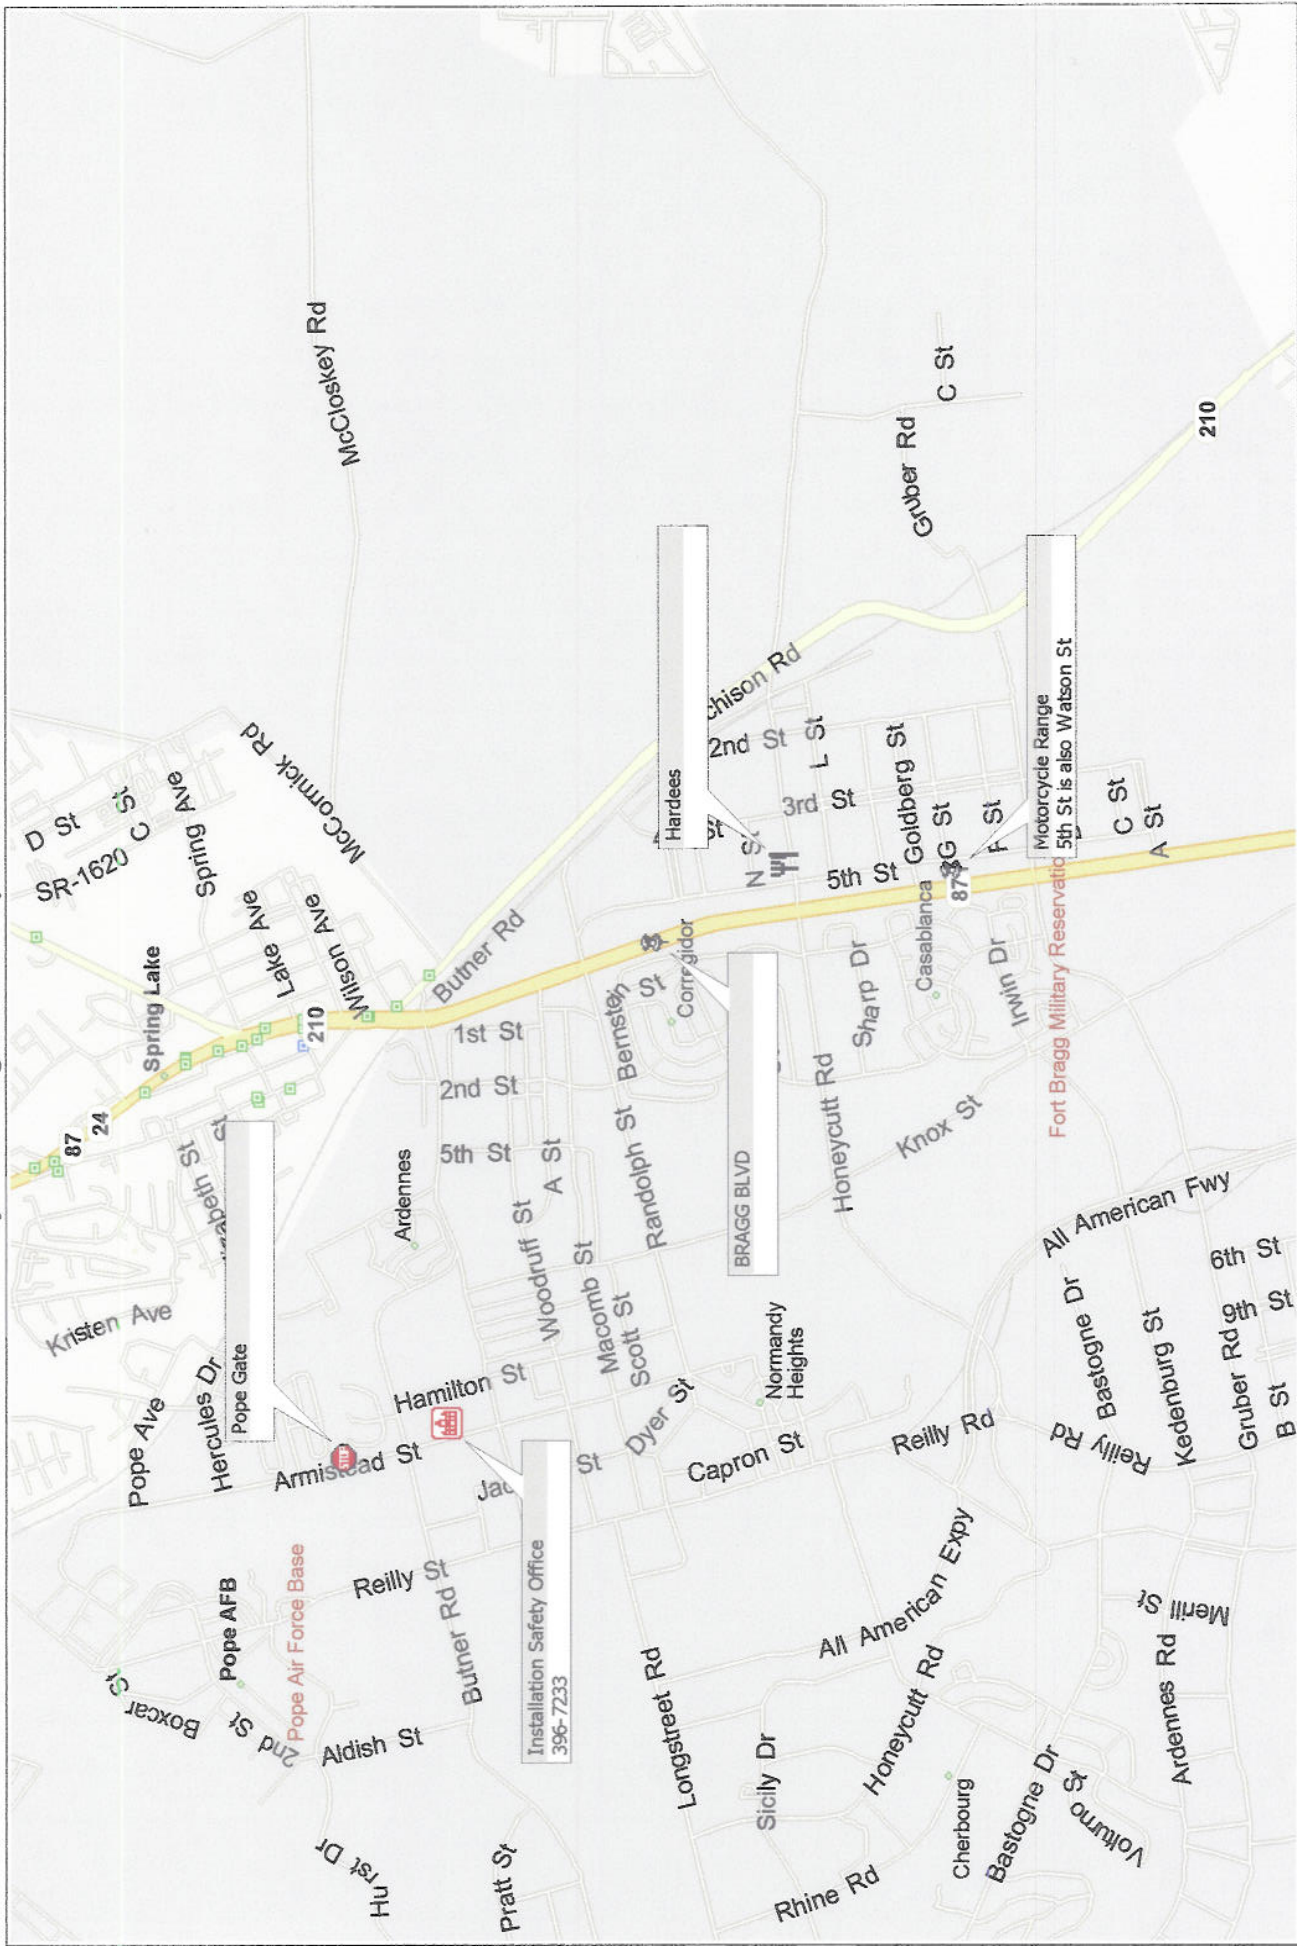 D St
SR-1620
C St
Spring Ave
McCormick Rd
McCloskey Rd
Lake Ave
Wilson Ave
Spring Lake
87
24
210
Butner Rd
1st St
2nd St
5th St
Ardennes
Kristen Ave
St
Pope Gate
Pope Ave
Hercules Dr
Armistead St
STOP
Hamilton St
Woodruff St
A St
Macomb St
Scott St
Randolph St
Bernstein St
Corregidor
BRAGG BLVD
Hardees
2nd St
3rd St
L St
N St
St
5th St
Goldberg St
G St
F St
C St
A St
87
Gruber Rd
C St
210
Motorcycle Range
5th St is also Watson St
Casablanca
Sharp Dr
Irwin Dr
Fort Bragg Military Reservatio
Honeycutt Rd
Knox St
All American Fwy
6th St
9th St
Bastogne Dr
Kedenburg St
Gruber Rd
B St
Reilly Rd
Reilly Rd
Normandy
Heights
Dyer St
Capron St
St
Installation Safety Office
396-7233
Reilly St
Butner Rd
Pope AFB
Pope Air Force Base
Boxcar St
2nd St
Aldish St
Hurst Dr
Pratt St
Longstreet Rd
Sicily Dr
All American Expy
Honeycutt Rd
Rhine Rd
Cherbourg
Bastogne Dr
Volturno St
Ardennes Rd
Merill St